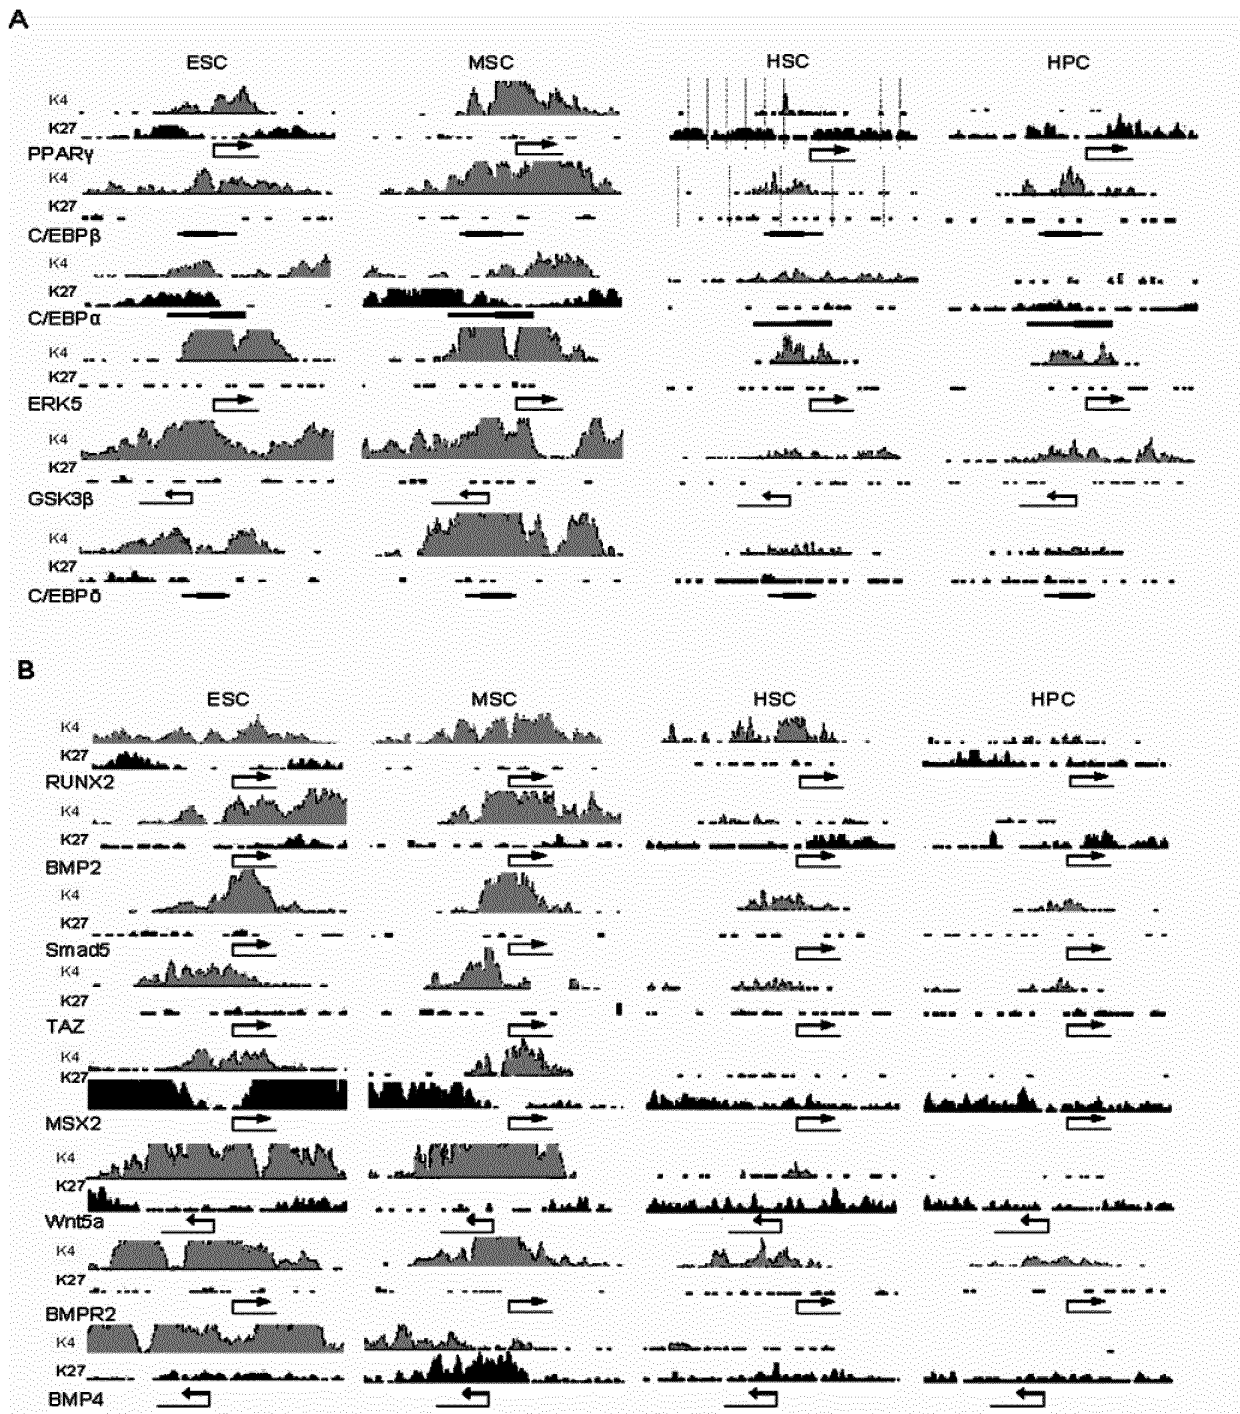 A
ESC MSC HSC HPC
K4
K27
PPARγ
K4
K27
C/EBPβ
K4
K27
C/EBPα
K4
K27
ERK5
K4
K27
GSK3β
K4
K27
C/EBPδ
B
ESC MSC HSC HPC
K4
K27
RUNX2
K4
K27
BMP2
K4
K27
Smad5
K4
K27
TAZ
K4
K27
MSX2
K4
K27
Wnt5a
K4
K27
BMPR2
K4
K27
BMP4